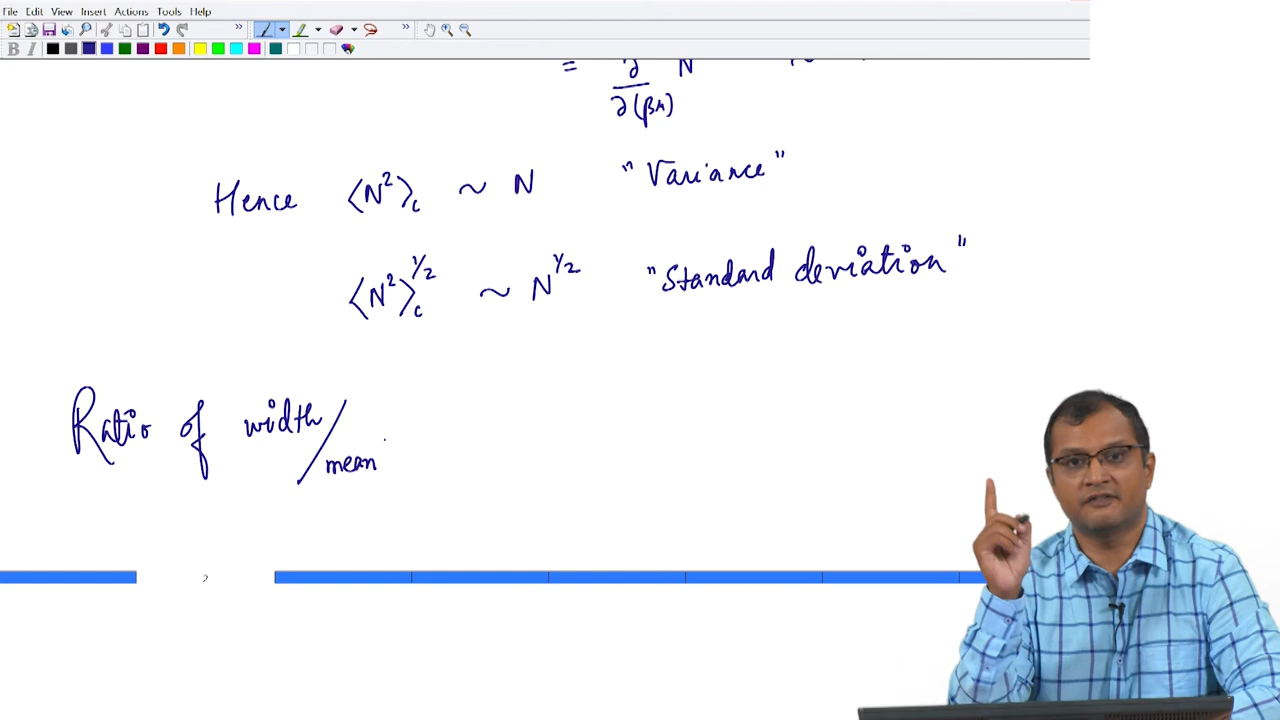 File Edit View Insert Actions Tools Help
B I
= ∂ N ~
∂(βμ)
Hence ⟨N²⟩c ~ N "Variance"
⟨N²⟩c^1/2 ~ N^1/2 "Standard deviation"
Ratio of width/
mean
2